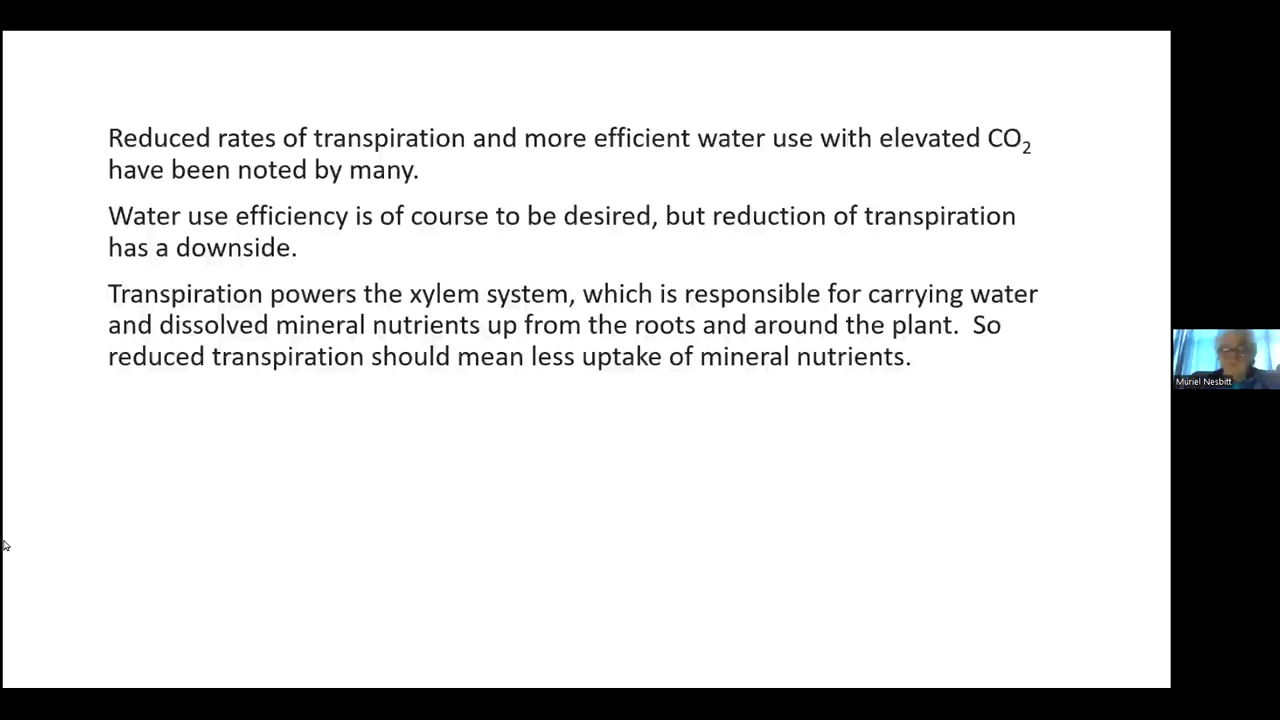 Reduced rates of transpiration and more efficient water use with elevated CO₂
have been noted by many.
Water use efficiency is of course to be desired, but reduction of transpiration
has a downside.
Transpiration powers the xylem system, which is responsible for carrying water
and dissolved mineral nutrients up from the roots and around the plant.  So
reduced transpiration should mean less uptake of mineral nutrients.
Muriel Nesbitt